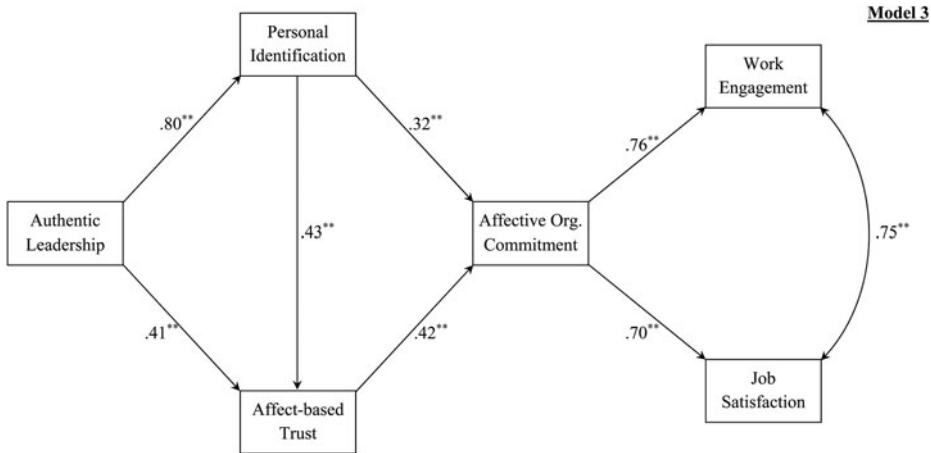 Model 3
Personal
Identification
Work
Engagement
.80**
.32**
.76**
Authentic
Leadership
.43**
Affective Org.
Commitment
.75**
.41**
.42**
.70**
Affect-based
Trust
Job
Satisfaction